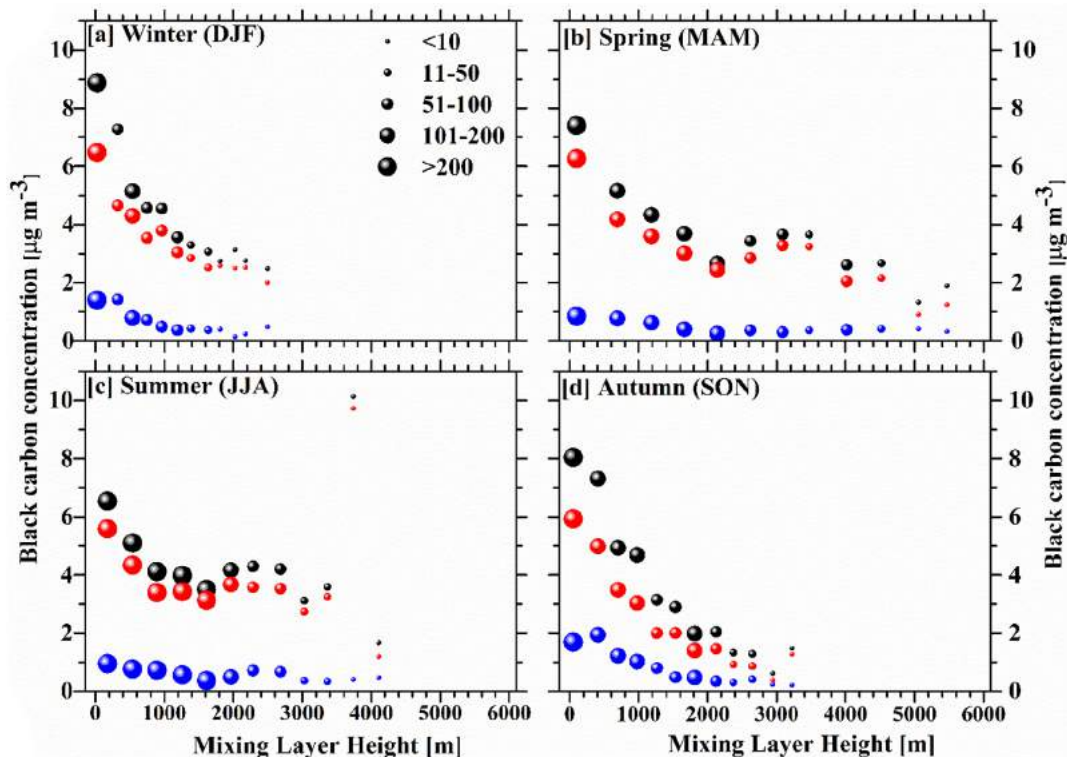 [a] Winter (DJF)
<10
11-50
51-100
101-200
>200
10
8
6
4
2
0
[b] Spring (MAM)
10
8
6
4
2
0
Black carbon concentration [µg m⁻³]
Black carbon concentration [µg m⁻³]
[c] Summer (JJA)
10
8
6
4
2
0
[d] Autumn (SON)
10
8
6
4
2
0
0 1000 2000 3000 4000 5000 6000
0 1000 2000 3000 4000 5000 6000
Mixing Layer Height [m]
Mixing Layer Height [m]